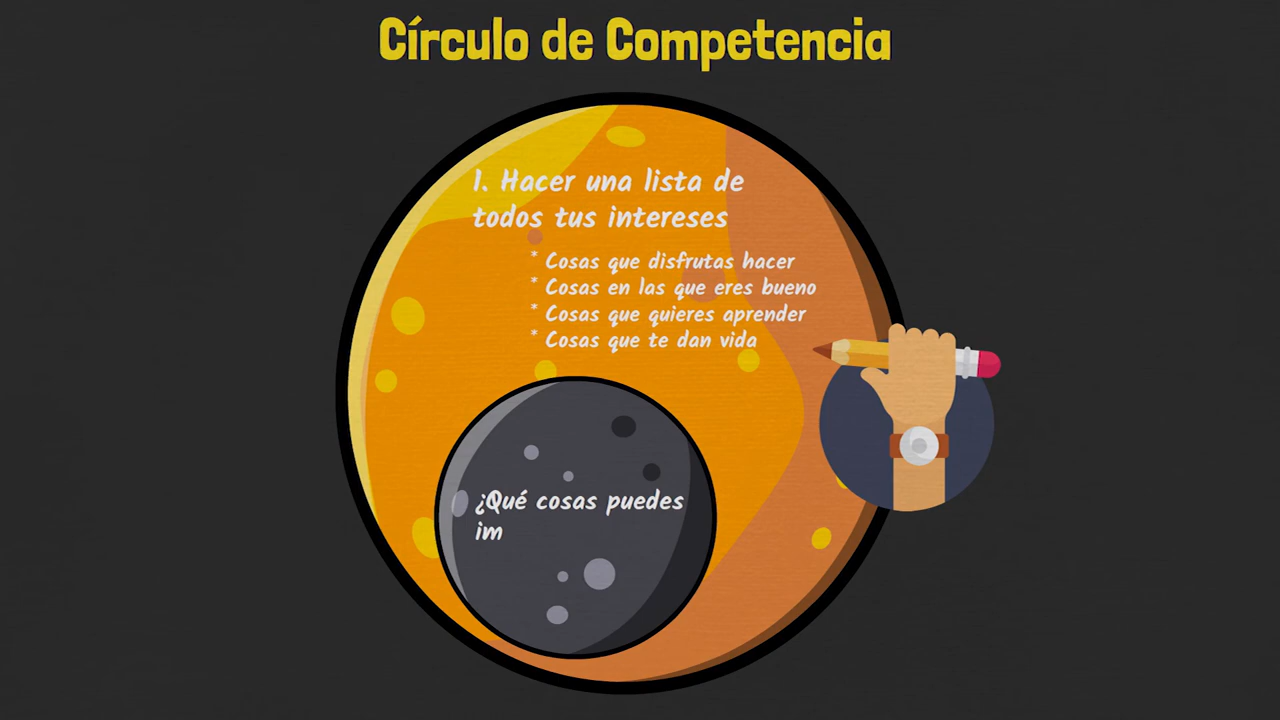 Círculo de Competencia
1. Hacer una lista de
todos tus intereses
* Cosas que disfrutas hacer
* Cosas en las que eres bueno
* Cosas que quieres aprender
* Cosas que te dan vida
¿Qué cosas puedes
im